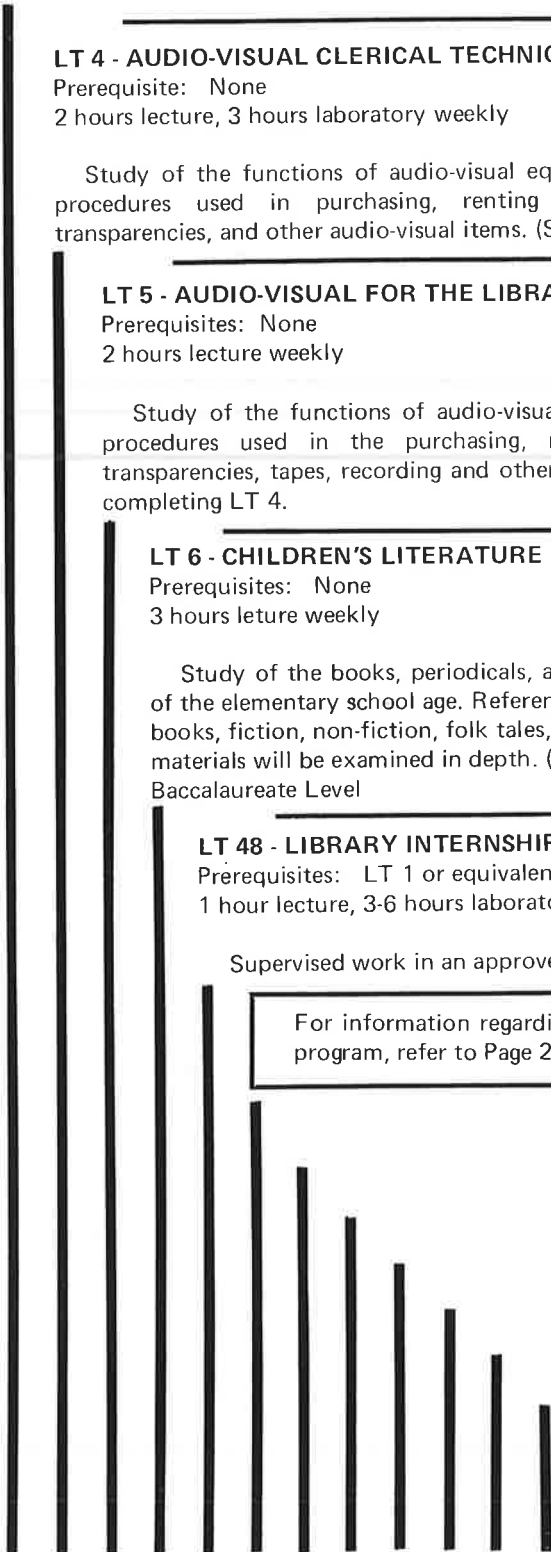 LT 4 - AUDIO-VISUAL CLERICAL TECHNIC
Prerequisite: None
2 hours lecture, 3 hours laboratory weekly
Study of the functions of audio-visual eq
procedures used in purchasing, renting
transparencies, and other audio-visual items. (S
LT 5 - AUDIO-VISUAL FOR THE LIBRA
Prerequisites: None
2 hours lecture weekly
Study of the functions of audio-visua
procedures used in the purchasing, r
transparencies, tapes, recording and other
completing LT 4.
LT 6 - CHILDREN'S LITERATURE
Prerequisites: None
3 hours leture weekly
Study of the books, periodicals, a
of the elementary school age. Referen
books, fiction, non-fiction, folk tales,
materials will be examined in depth. (
Baccalaureate Level
LT 48 - LIBRARY INTERNSHIP
Prerequisites: LT 1 or equivalen
1 hour lecture, 3-6 hours laborato
Supervised work in an approve
For information regardi
program, refer to Page 2